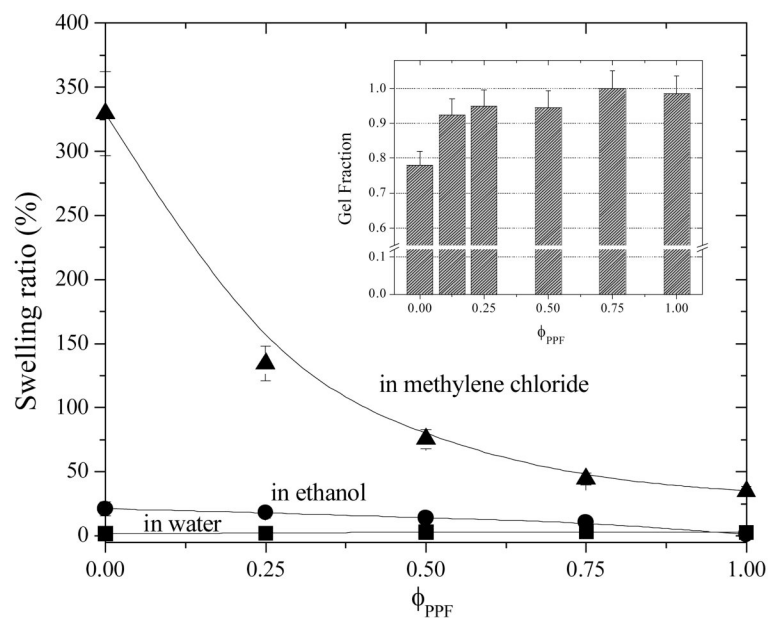 400
350
300
250
200
150
100
50
0
Swelling ratio (%)
0.00 0.25 0.50 0.75 1.00
ϕPPF
in methylene chloride
in ethanol
in water
1.0
0.9
0.8
0.7
0.6
0.1
0.0
Gel Fraction
0.00 0.25 0.50 0.75 1.00
ϕPPF